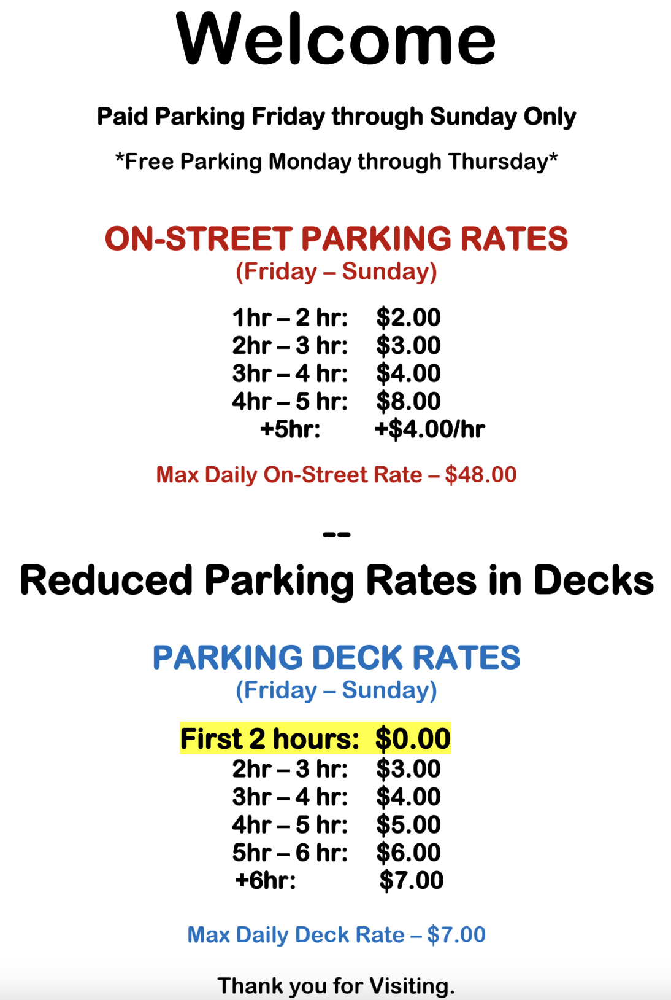 Welcome
Paid Parking Friday through Sunday Only
*Free Parking Monday through Thursday*
ON-STREET PARKING RATES
(Friday – Sunday)
1hr – 2 hr: $2.00
2hr – 3 hr: $3.00
3hr – 4 hr: $4.00
4hr – 5 hr: $8.00
+5hr: +$4.00/hr
Max Daily On-Street Rate – $48.00
--
Reduced Parking Rates in Decks
PARKING DECK RATES
(Friday – Sunday)
First 2 hours: $0.00
2hr – 3 hr: $3.00
3hr – 4 hr: $4.00
4hr – 5 hr: $5.00
5hr – 6 hr: $6.00
+6hr: $7.00
Max Daily Deck Rate – $7.00
Thank you for Visiting.